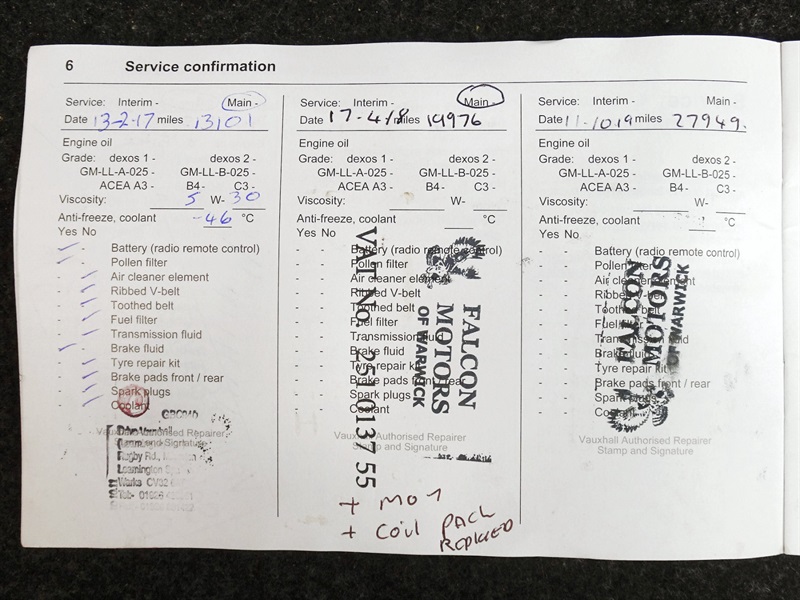 6 Service confirmation
Service: Interim - Main -
Date 13-2-17 miles 13101
Engine oil
Grade: dexos 1 - dexos 2 -
GM-LL-A-025 - GM-LL-B-025 -
ACEA A3 - B4 - C3 -
Viscosity: 5 W- 30
Anti-freeze, coolant -46 °C
Yes No
- - Battery (radio remote control)
- - Pollen filter
- - Air cleaner element
- - Ribbed V-belt
- - Toothed belt
- - Fuel filter
- - Transmission fluid
- - Brake fluid
- - Tyre repair kit
- - Brake pads front / rear
- - Spark plugs
- - Coolant
Vauxhall Authorised Repairer
Stamp and Signature
Rugby Rd.,
Leamington
Warks CV32
Service: Interim - Main -
Date 17-4-18 miles 19976
Engine oil
Grade: dexos 1 - dexos 2 -
GM-LL-A-025 - GM-LL-B-025 -
ACEA A3 - B4 - C3 -
Viscosity: W-
Anti-freeze, coolant °C
Yes No
- - Battery (radio remote control)
- - Pollen filter
- - Air cleaner element
- - Ribbed V-belt
- - Toothed belt
- - Fuel filter
- - Transmission fluid
- - Brake fluid
- - Tyre repair kit
- - Brake pads front / rear
- - Spark plugs
- - Coolant
FALCON
MOTORS
OF WARWICK
VAT No. 125 10137 55
Vauxhall Authorised Repairer
Stamp and Signature
+ MOT
+ Coil PACK
REPLACED
Service: Interim - Main -
Date 11-10-19 miles 27949.
Engine oil
Grade: dexos 1 - dexos 2 -
GM-LL-A-025 - GM-LL-B-025 -
ACEA A3 - B4 - C3 -
Viscosity: W-
Anti-freeze, coolant °C
Yes No
- - Battery (radio remote control)
- - Pollen filter
- - Air cleaner element
- - Ribbed V-belt
- - Toothed belt
- - Fuel filter
- - Transmission fluid
- - Brake fluid
- - Tyre repair kit
- - Brake pads front / rear
- - Spark plugs
- - Coolant
FALCON
MOTORS
OF WARWICK
Vauxhall Authorised Repairer
Stamp and Signature